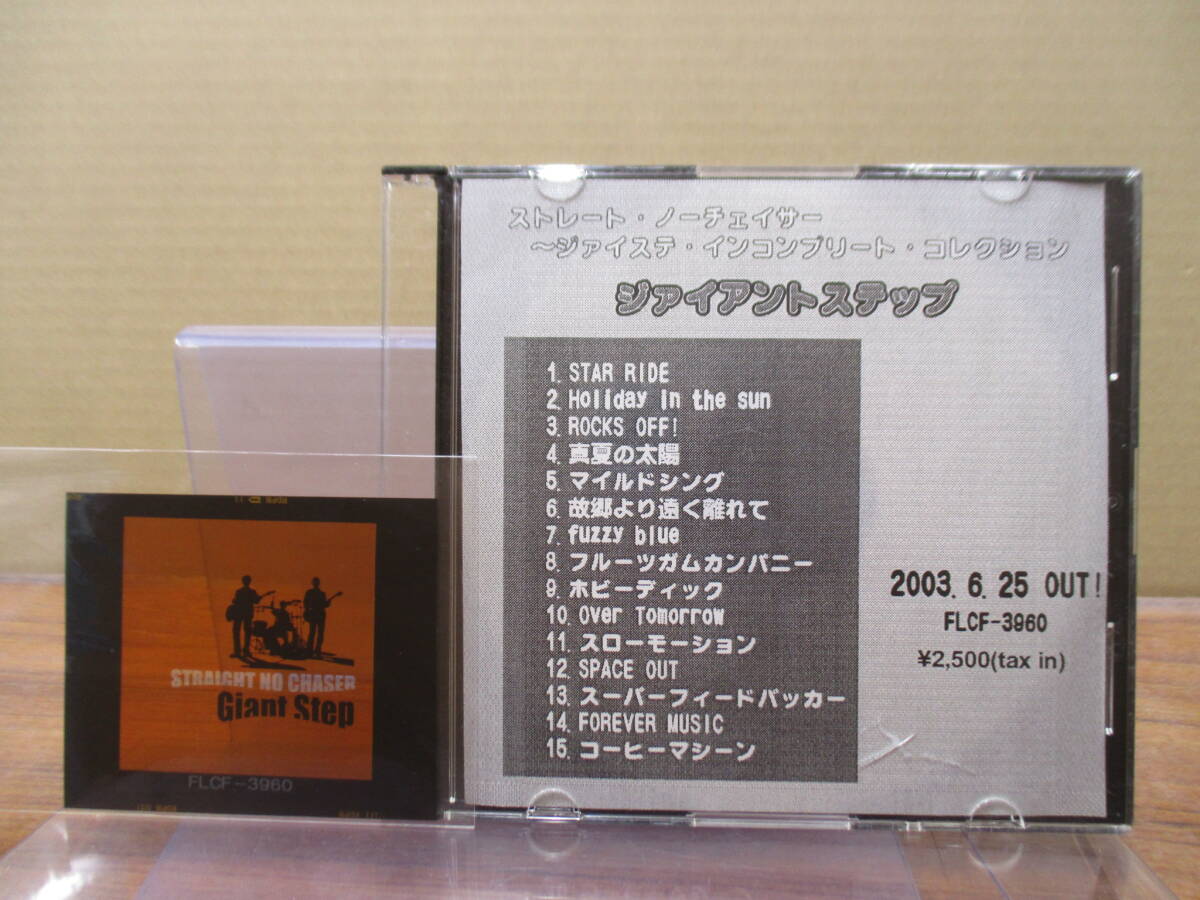 ストレート・ノーチェイサー
～ジァイステ・インコンプリート・コレクション
ジァイアントステップ
1. STAR RIDE
2. Holiday in the sun
3. ROCKS OFF!
4. 真夏の太陽
5. マイルドシング
6. 故郷より遠く離れて
7. fuzzy blue
8. フルーツガムカンパニー
9. ホビーディック
10. Over Tomorrow
11. スローモーション
12. SPACE OUT
13. スーパーフィードバッカー
14. FOREVER MUSIC
15. コーヒーマシーン
2003. 6. 25 OUT!
FLCF-3960
¥2,500(tax in)
STRAIGHT NO CHASER
Giant Step
FLCF-3960